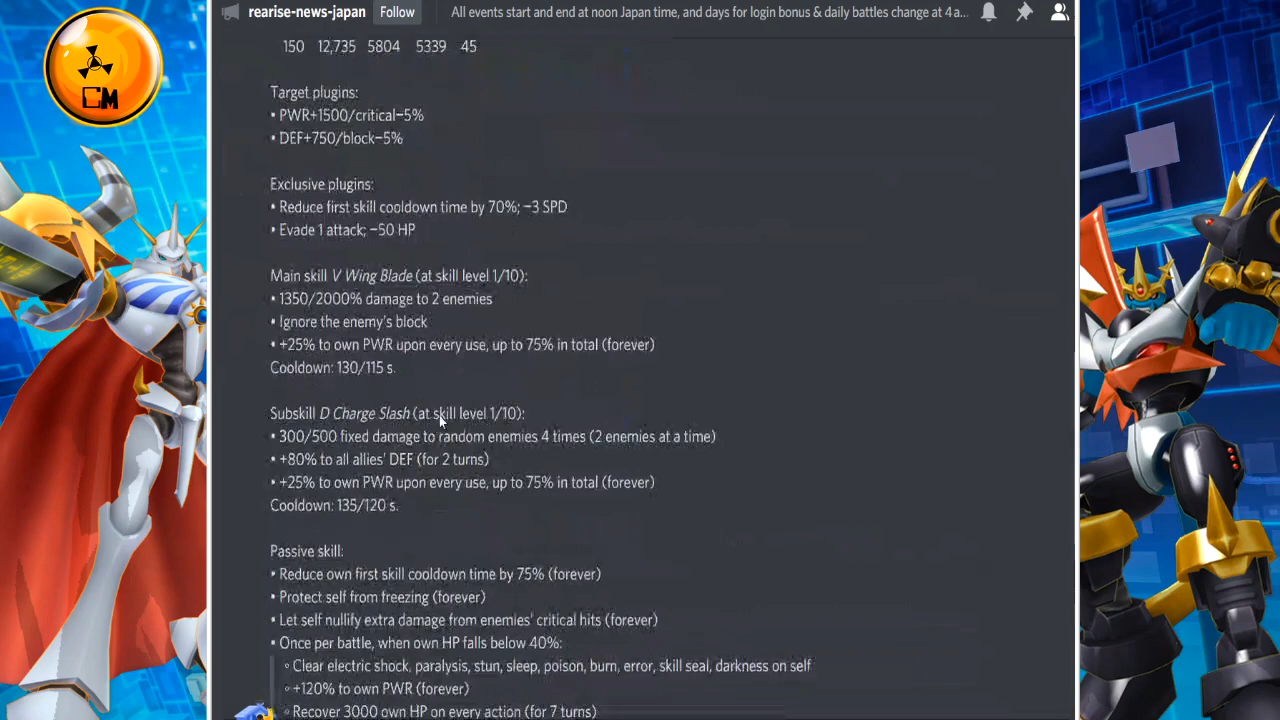 rearise-news-japan Follow All events start and end at noon Japan time, and days for login bonus & daily battles change at 4 a...
150 12,735 5804 5339 45
Target plugins:
• PWR+1500/critical−5%
• DEF+750/block−5%
Exclusive plugins:
• Reduce first skill cooldown time by 70%; −3 SPD
• Evade 1 attack; −50 HP
Main skill V Wing Blade (at skill level 1/10):
• 1350/2000% damage to 2 enemies
• Ignore the enemy's block
• +25% to own PWR upon every use, up to 75% in total (forever)
Cooldown: 130/115 s.
Subskill D Charge Slash (at skill level 1/10):
• 300/500 fixed damage to random enemies 4 times (2 enemies at a time)
• +80% to all allies' DEF (for 2 turns)
• +25% to own PWR upon every use, up to 75% in total (forever)
Cooldown: 135/120 s.
Passive skill:
• Reduce own first skill cooldown time by 75% (forever)
• Protect self from freezing (forever)
• Let self nullify extra damage from enemies' critical hits (forever)
• Once per battle, when own HP falls below 40%:
◦ Clear electric shock, paralysis, stun, sleep, poison, burn, error, skill seal, darkness on self
◦ +120% to own PWR (forever)
◦ Recover 3000 own HP on every action (for 7 turns)
CM